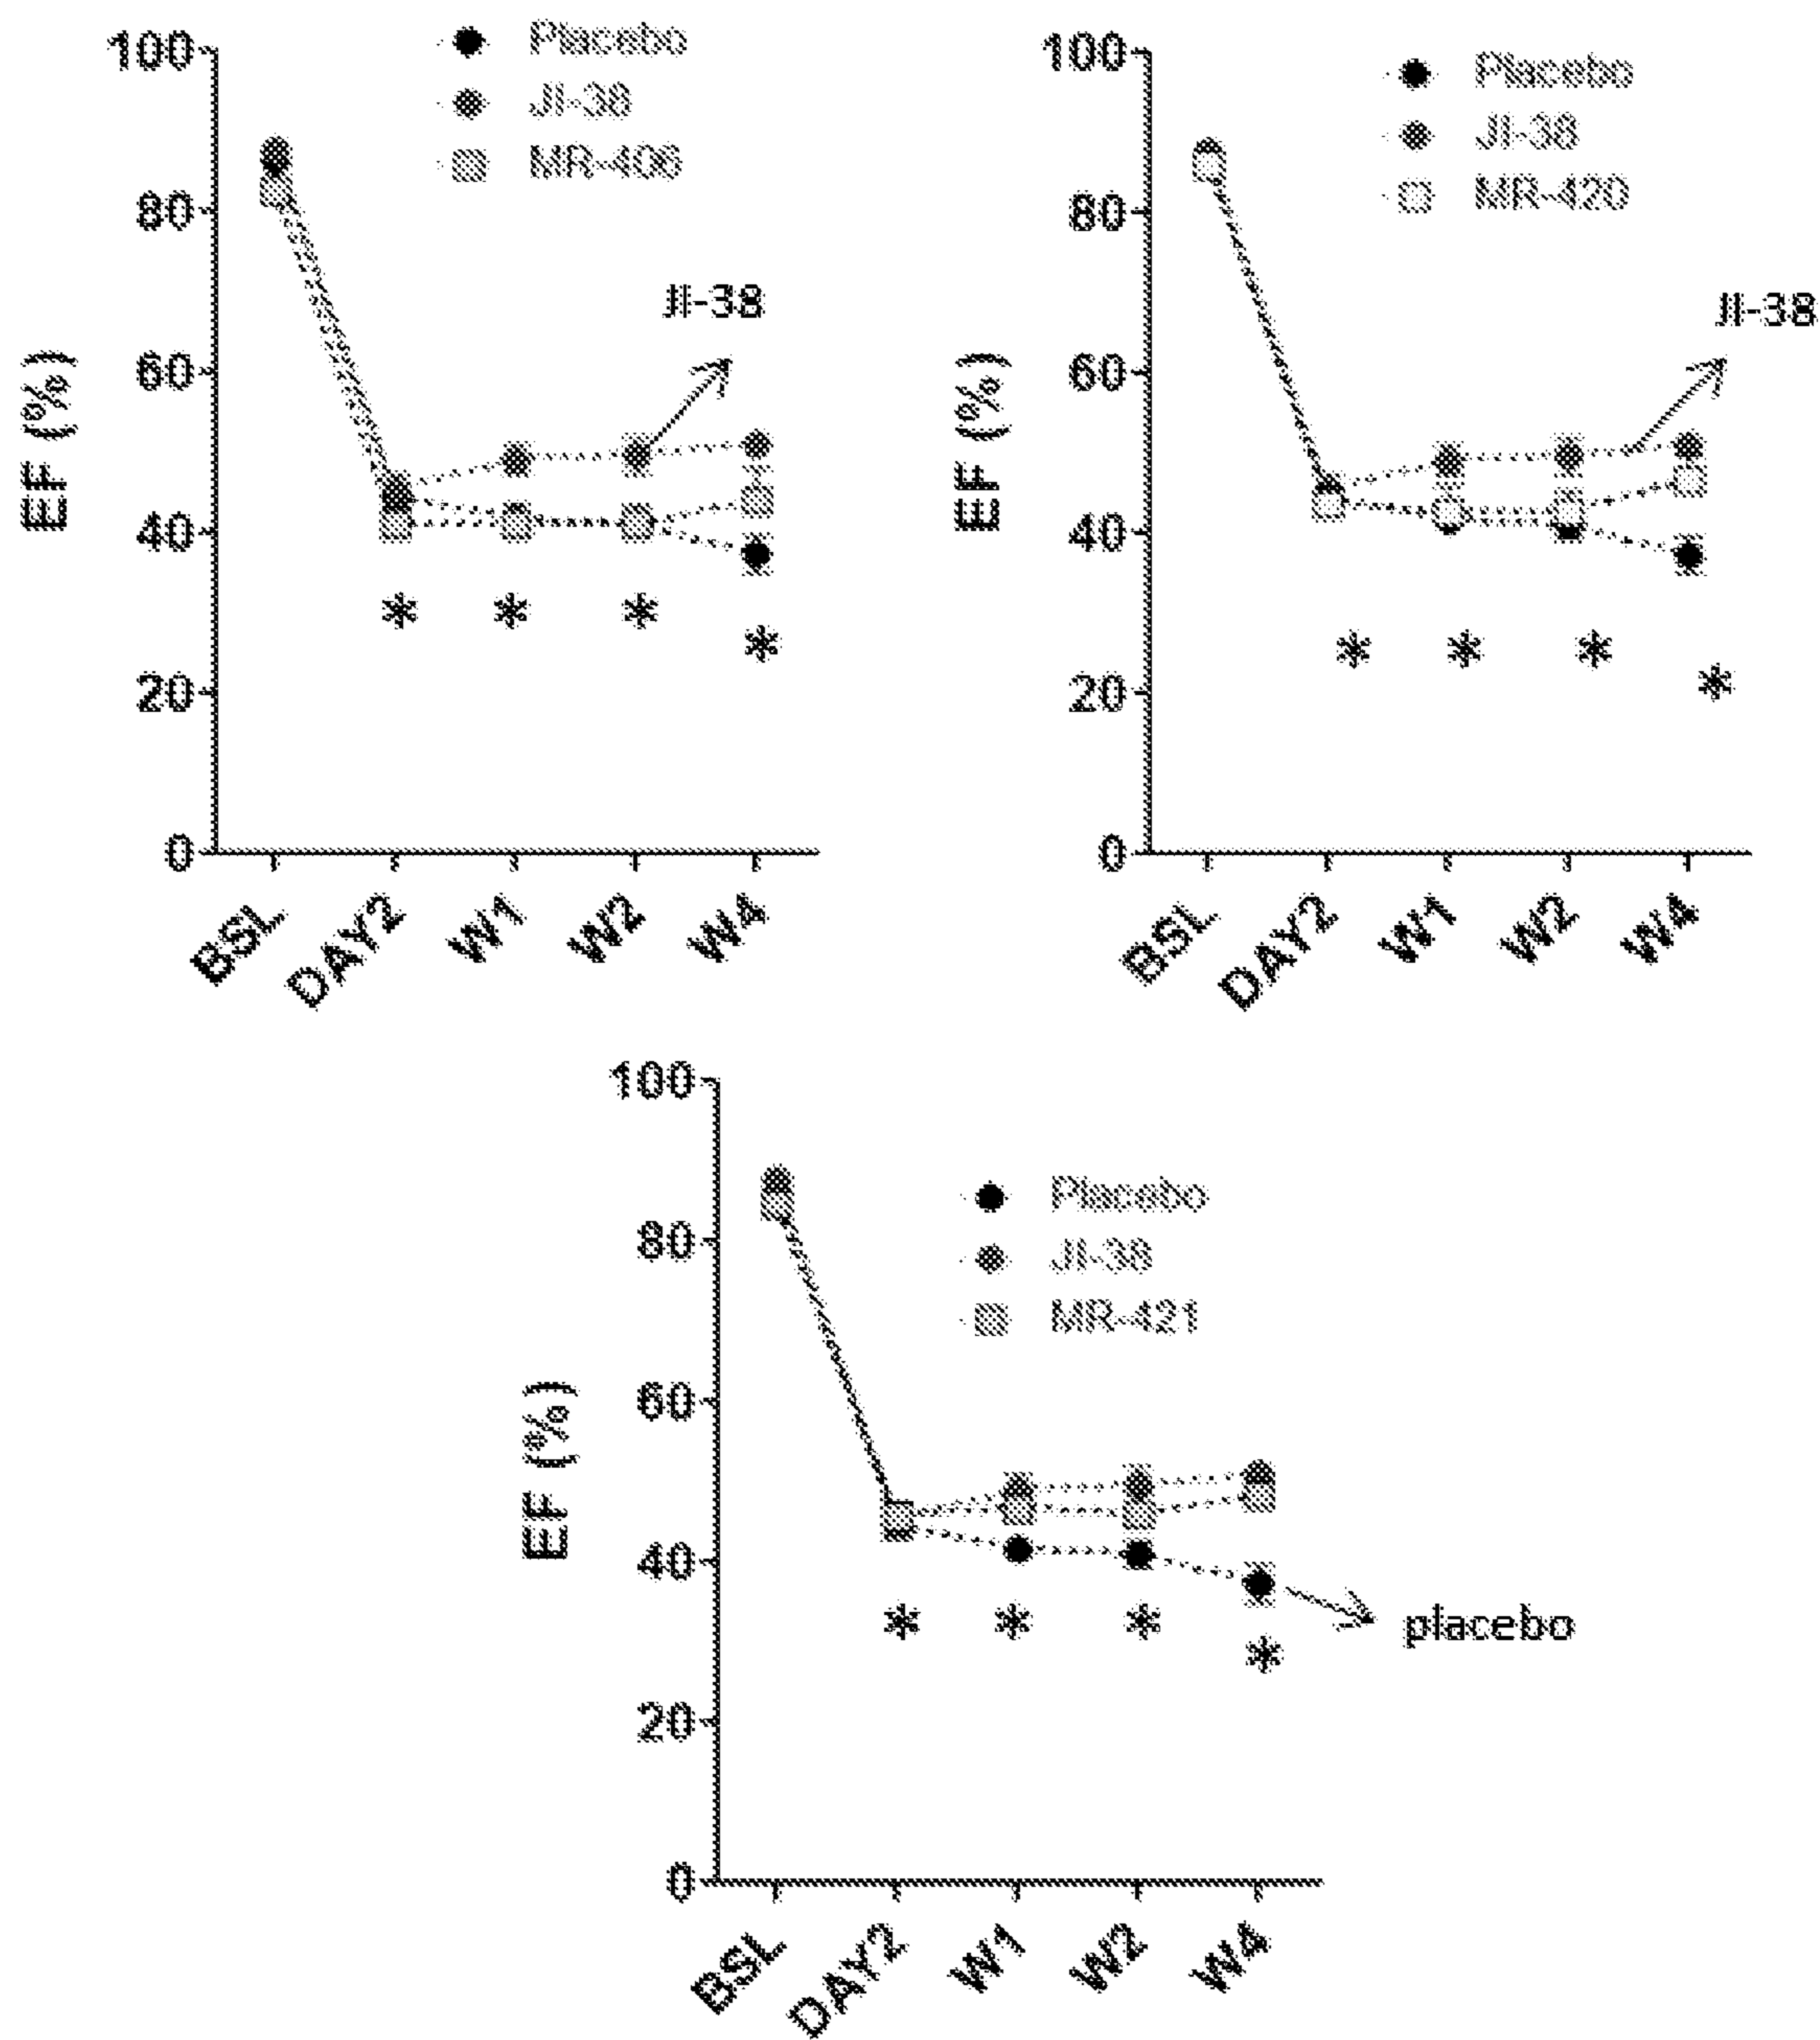 Placebo
JI-38
MR-406
100
80
60
40
20
0
EF (%)
JI-38
*
*
*
*
BSL
DAY2
W1
W2
W4
Placebo
JI-38
MR-420
100
80
60
40
20
0
EF (%)
JI-38
*
*
*
*
BSL
DAY2
W1
W2
W4
Placebo
JI-38
MR-421
100
80
60
40
20
0
EF (%)
placebo
*
*
*
*
BSL
DAY2
W1
W2
W4